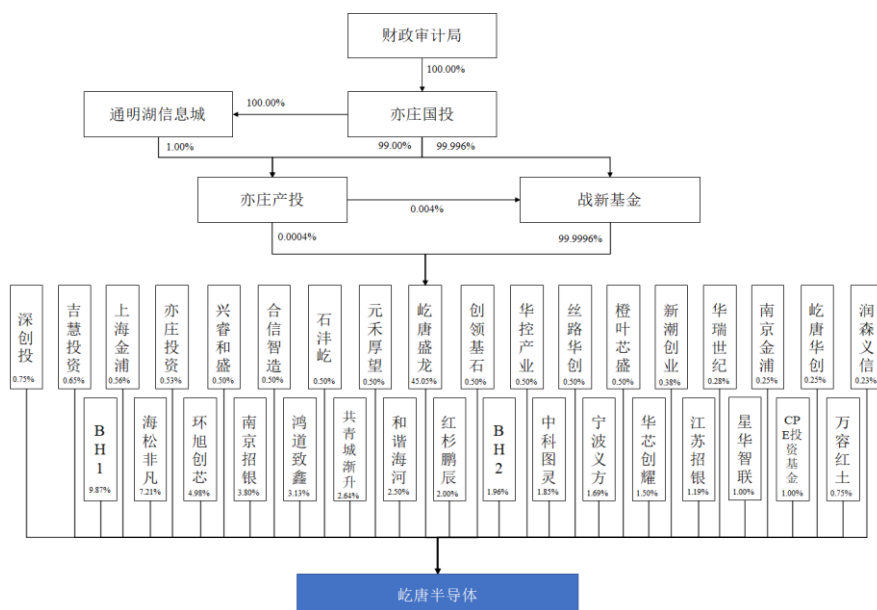 财政审计局
100.00%
通明湖信息城
100.00%
亦庄国投
1.00%
99.00%
99.996%
亦庄产投
0.004%
战新基金
0.0004%
99.9996%
深创投
0.75%
吉慧投资
0.65%
上海金浦
0.56%
亦庄投资
0.53%
兴睿和盛
0.50%
合信智造
0.50%
石沣屹
0.50%
元禾厚望
0.50%
屹唐盛龙
45.05%
创领基石
0.50%
华控产业
0.50%
丝路华创
0.50%
橙叶芯盛
0.50%
新潮创业
0.38%
华瑞世纪
0.28%
南京金浦
0.25%
屹唐华创
0.25%
润森义信
0.23%
BH1
9.87%
海松非凡
7.21%
环旭创芯
4.98%
南京招银
3.80%
鸿道致鑫
3.13%
共青城渐升
2.64%
和谐海河
2.50%
红杉鹏辰
2.00%
BH2
1.96%
中科图灵
1.85%
宁波义方
1.69%
华芯创耀
1.50%
江苏招银
1.19%
星华智联
1.00%
CPE投资基金
1.00%
万容红土
0.75%
屹唐半导体